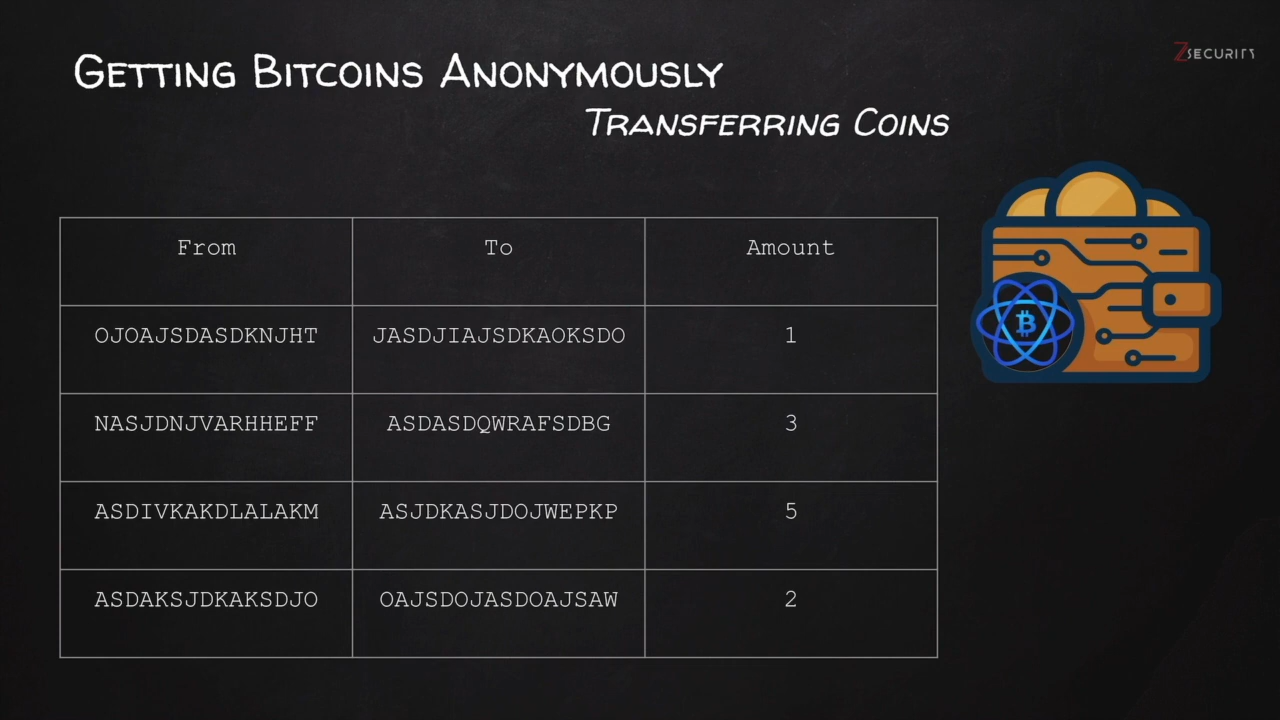 Getting Bitcoins Anonymously
ZSECURITY
Transferring Coins
From To Amount
OJOAJSDASDKNJHT JASDJIAJSDKAOKSDO 1
NASJDNJVARHHEFF ASDASDQWRAFSDBG 3
ASDIVKAKDLALAKM ASJDKASJDOJWEPKP 5
ASDAKSJDKAKSDJO OAJSDOJASDOAJSAW 2